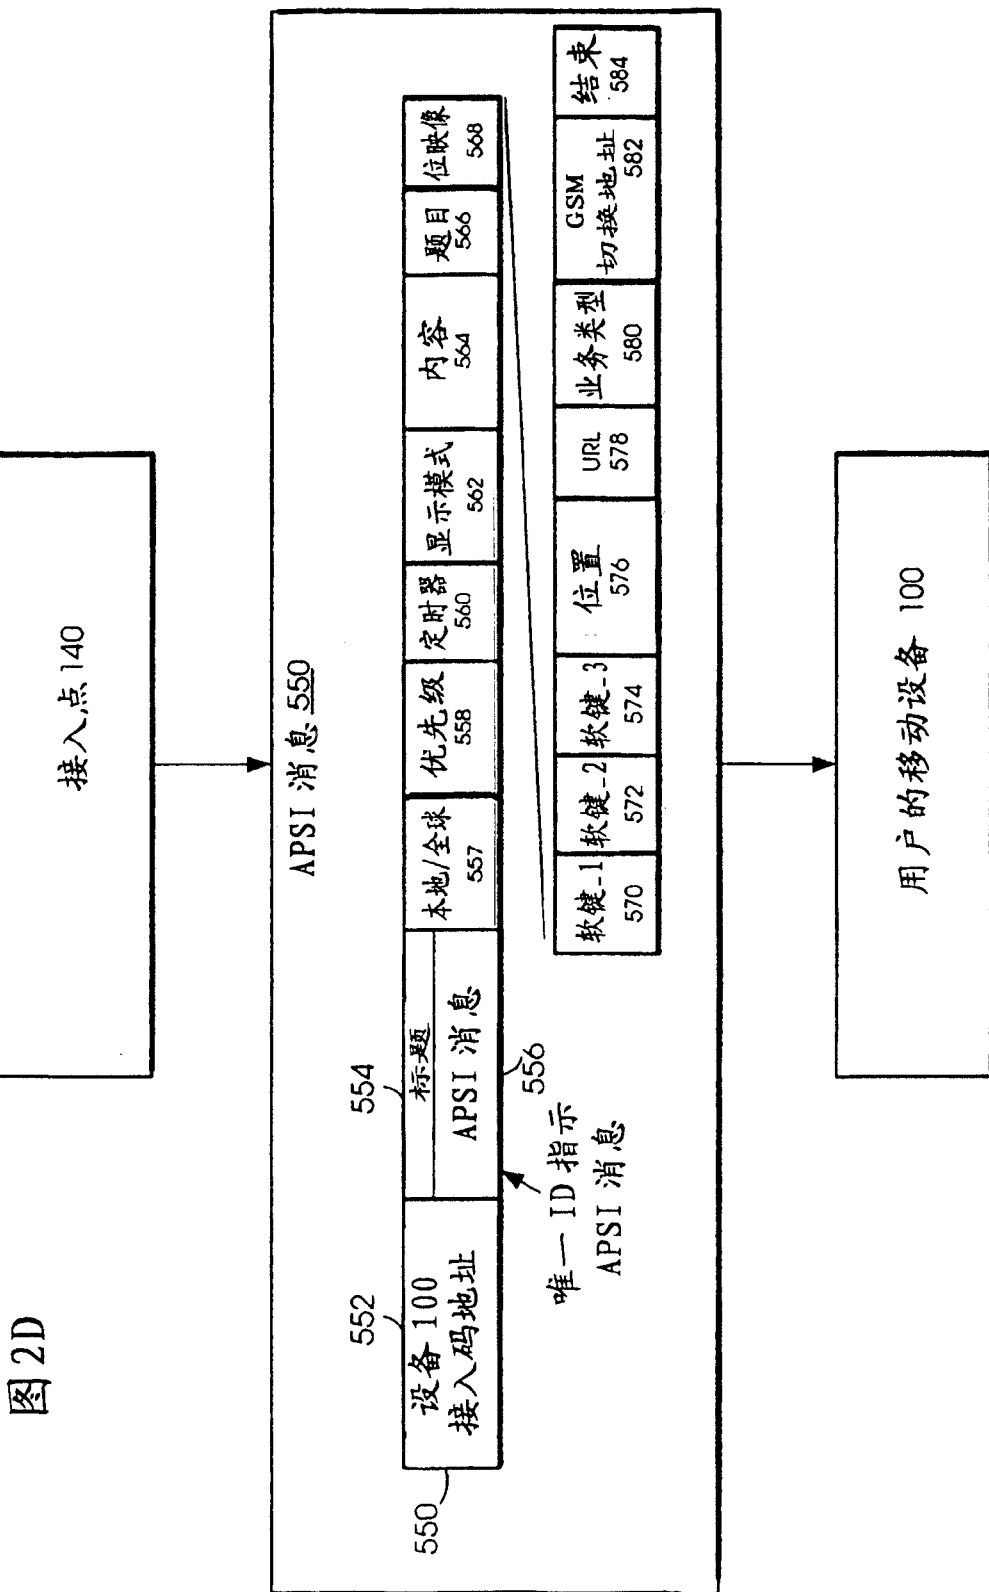 图 2D
接入点 140
APSI 消息 550
550
552
设备 100
接入码地址
554
标题
APSI 消息
556
唯一 ID 指示
APSI 消息
本地/全球
557
优先级
558
定时器
560
显示模式
562
内容
564
题目
566
位映像
568
软键-1
570
软键-2
572
软键-3
574
位置
576
URL
578
业务类型
580
GSM
切换地址
582
结束
584
用户的移动设备 100